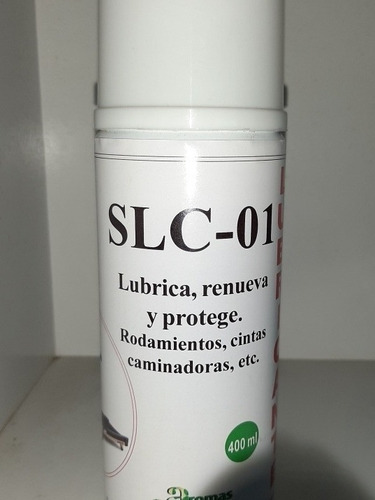 SLC-01
Lubrica, renueva
y protege.
Rodamientos, cintas
caminadoras, etc.
400 ml